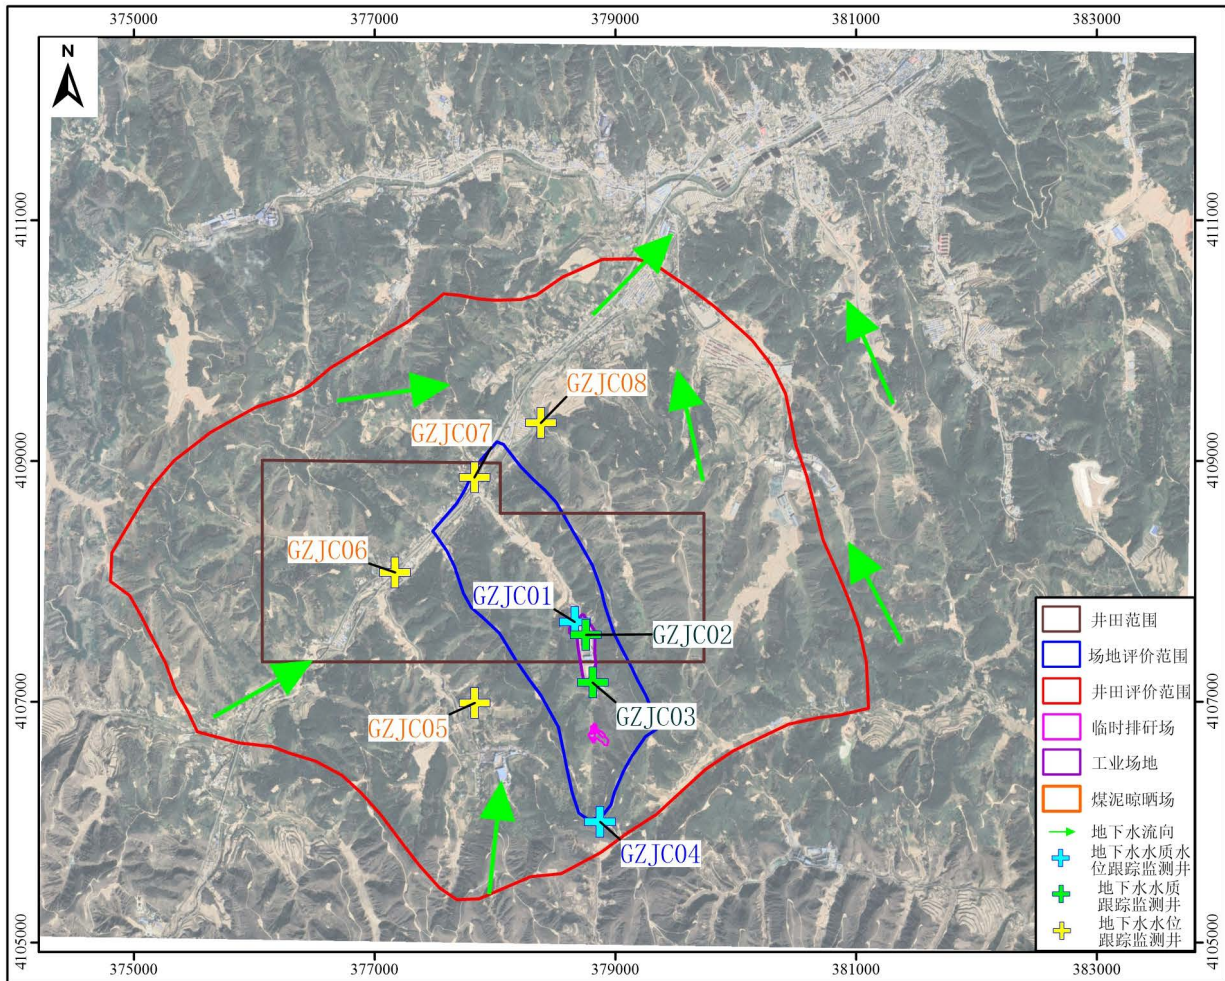 375000
377000
379000
381000
383000
N
4111000
4111000
GZJC08
GZJC07
4109000
4109000
GZJC06
GZJC01
GZJC02
井田范围
场地评价范围
4107000
井田评价范围
4107000
GZJC03
GZJC05
临时排矸场
工业场地
煤泥晾晒场
地下水流向
GZJC04
地下水水质水
位跟踪监测井
地下水水质
跟踪监测井
地下水水位
跟踪监测井
4105000
4105000
375000
377000
379000
381000
383000